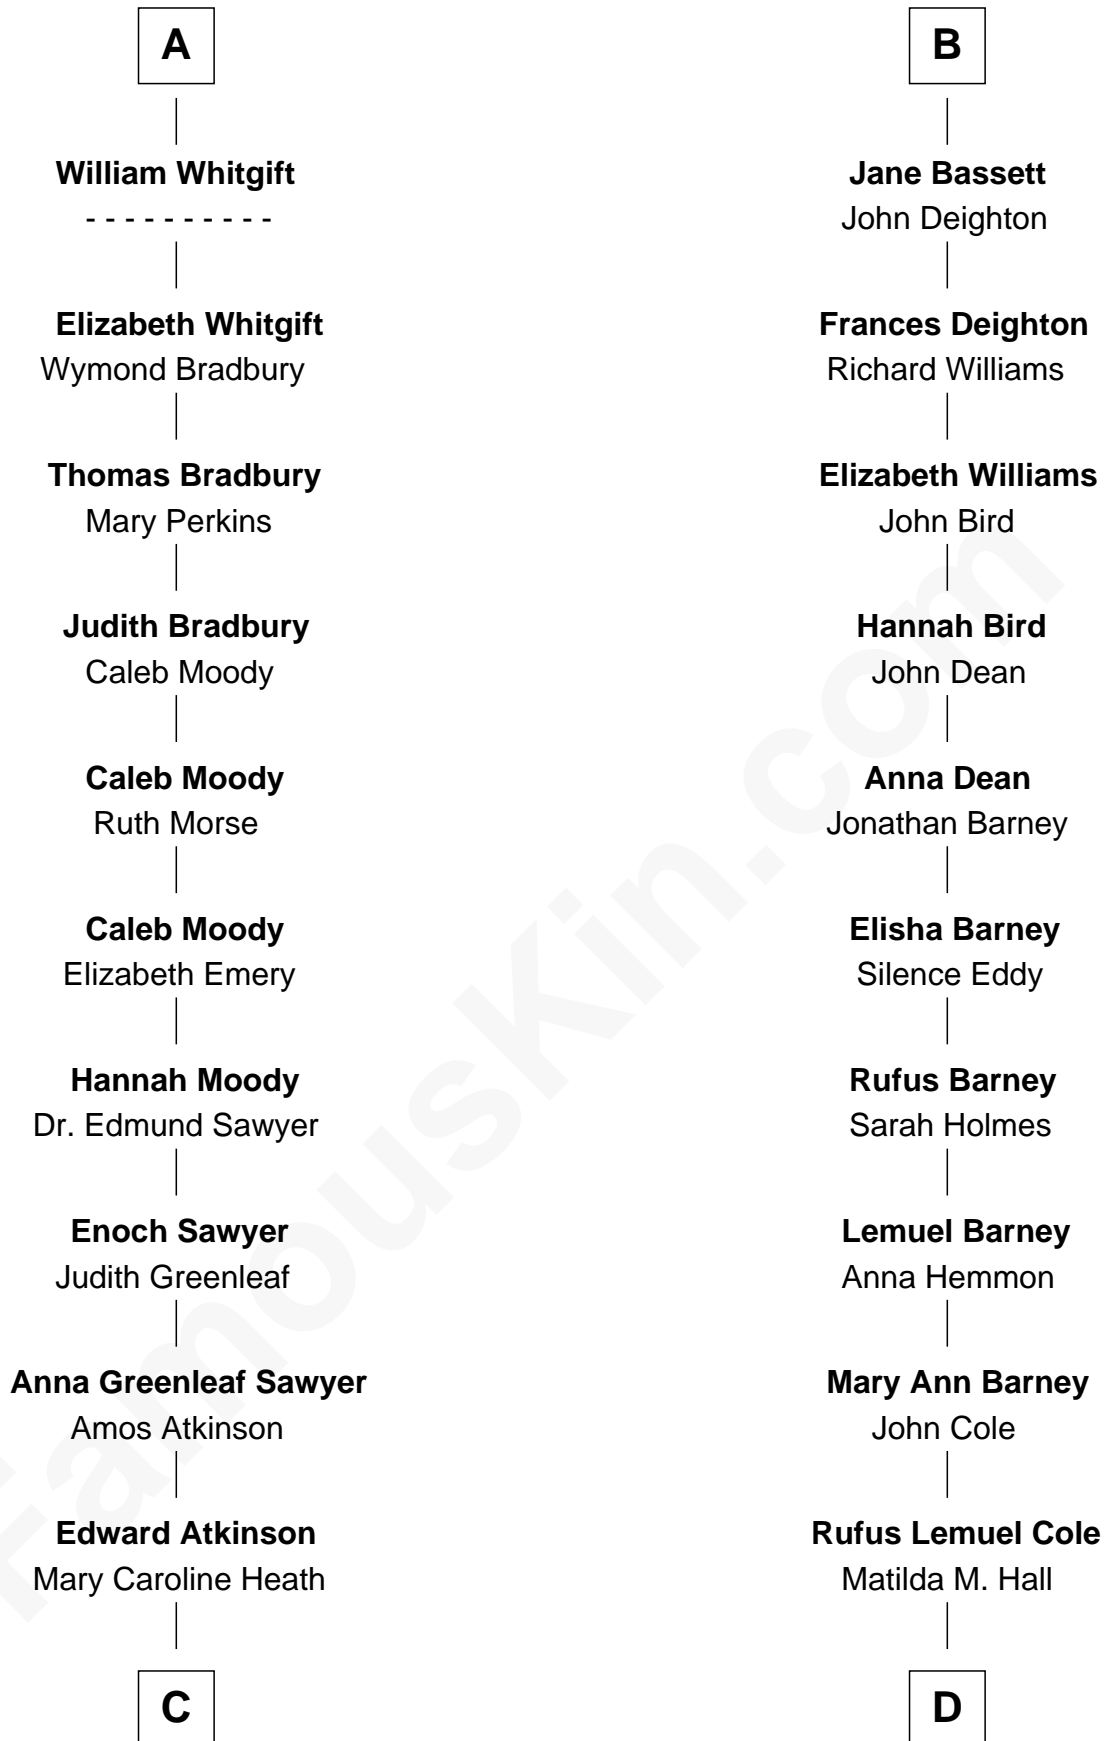 A
William Whitgift
- - - - - - - - - -
Elizabeth Whitgift
Wymond Bradbury
Thomas Bradbury
Mary Perkins
Judith Bradbury
Caleb Moody
Caleb Moody
Ruth Morse
Caleb Moody
Elizabeth Emery
Hannah Moody
Dr. Edmund Sawyer
Enoch Sawyer
Judith Greenleaf
Anna Greenleaf Sawyer
Amos Atkinson
Edward Atkinson
Mary Caroline Heath
C
B
Jane Bassett
John Deighton
Frances Deighton
Richard Williams
Elizabeth Williams
John Bird
Hannah Bird
John Dean
Anna Dean
Jonathan Barney
Elisha Barney
Silence Eddy
Rufus Barney
Sarah Holmes
Lemuel Barney
Anna Hemmon
Mary Ann Barney
John Cole
Rufus Lemuel Cole
Matilda M. Hall
D
FamousKin.com